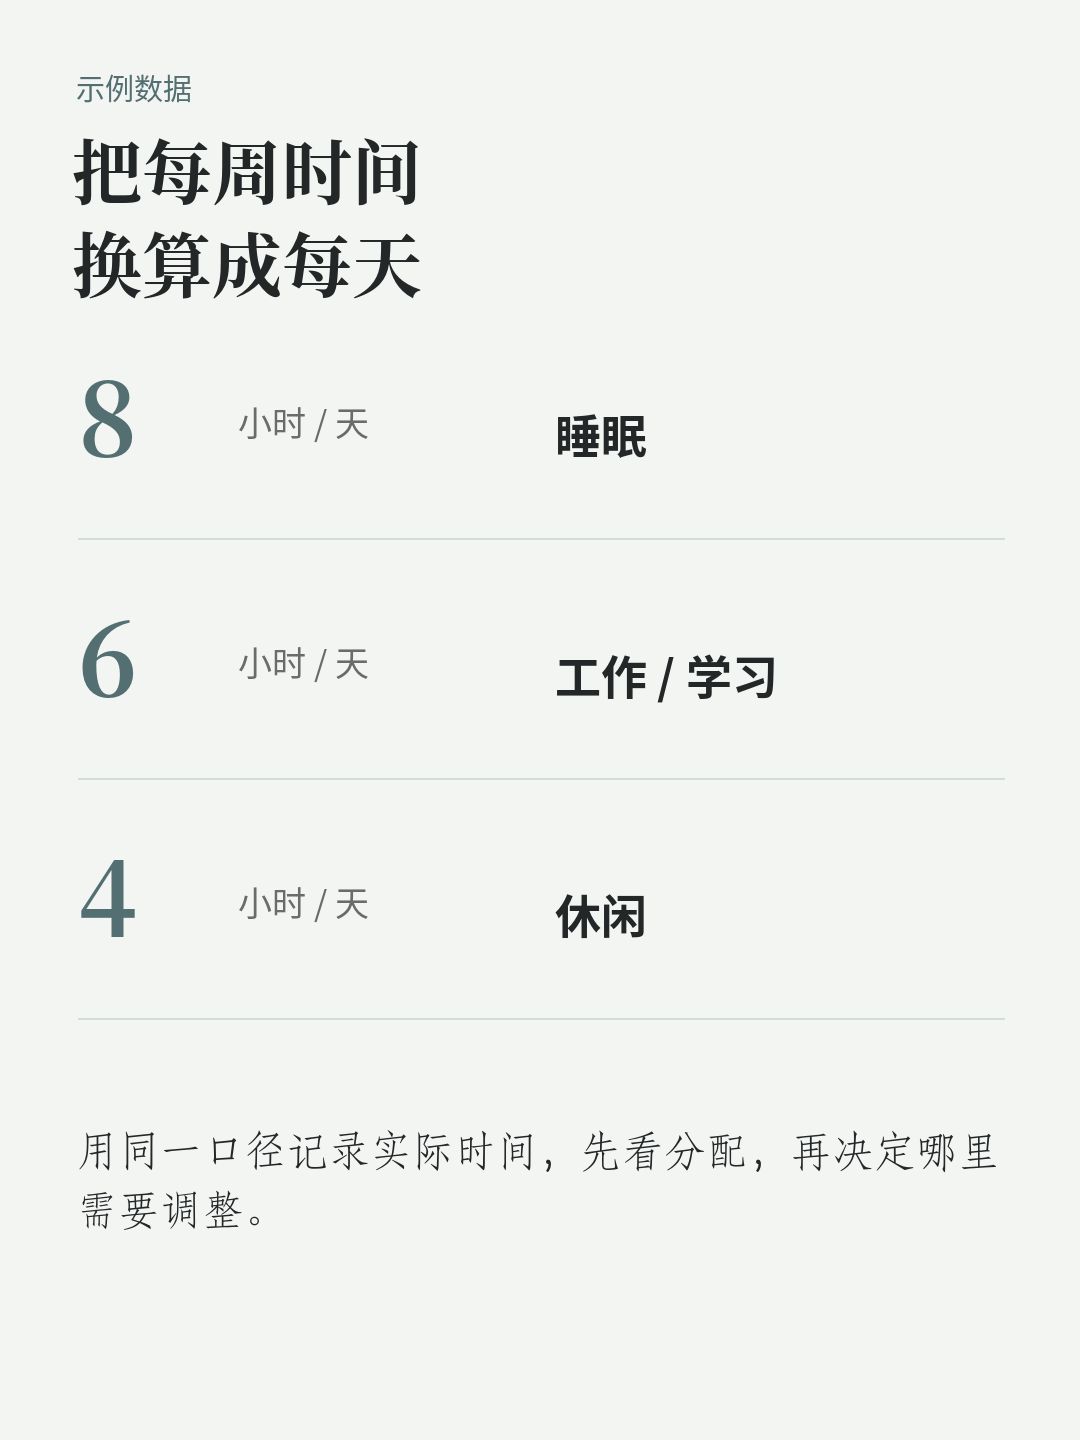 示例数据
把每周时间
换算成每天
8 小时 / 天 睡眠
6 小时 / 天 工作 / 学习
4 小时 / 天 休闲
用同一口径记录实际时间，先看分配，再决定哪里
需要调整。